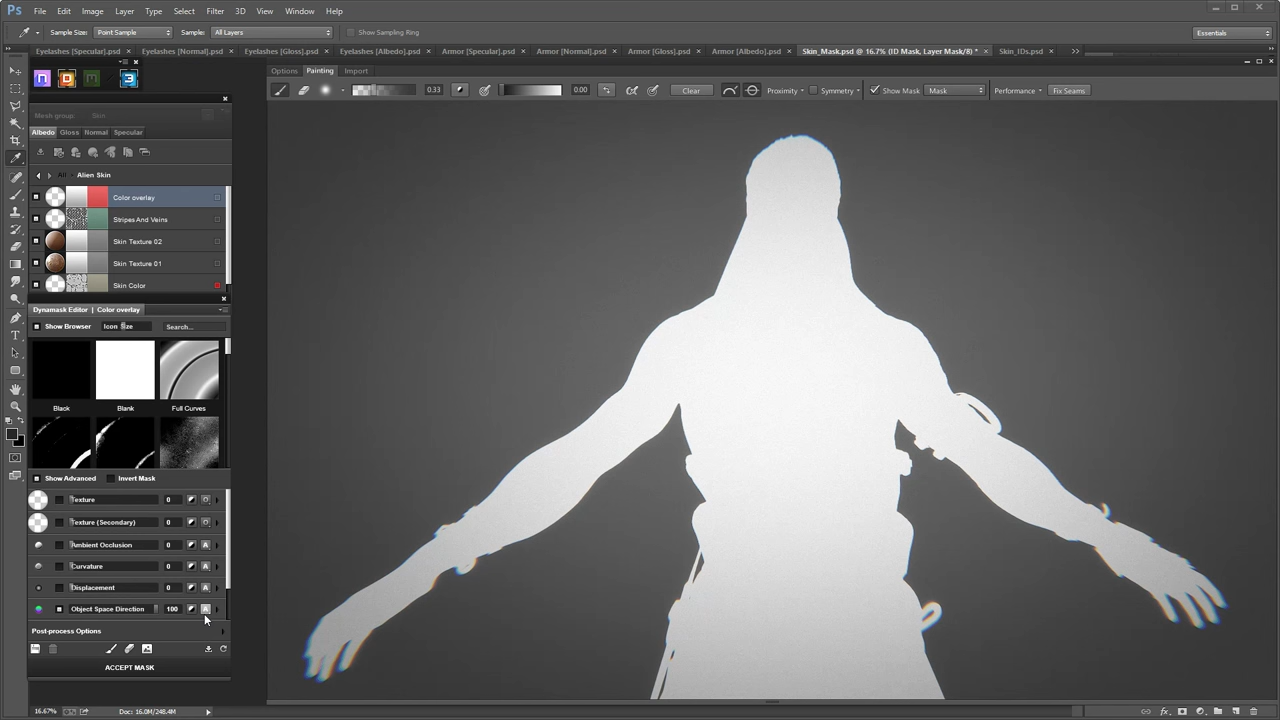 Ps File Edit Image Layer Type Select Filter 3D View Window Help
Sample Size: Point Sample Sample: All Layers Show Sampling Ring Essentials
Eyelashes [Specular].psd × Eyelashes [Normal].psd × Eyelashes [Gloss].psd × Eyelashes [Albedo].psd × Armor [Specular].psd × Armor [Normal].psd × Armor [Gloss].psd × Armor [Albedo].psd × Skin_Mask.psd @ 16.7% (ID Mask, Layer Mask/8) * × Skin_IDs.psd ×
Options Painting Import
0.33 0.00 Clear Proximity Symmetry Show Mask Mask Performance Fix Seams
Mesh group: Skin
Albedo Gloss Normal Specular
All Alien Skin
Color overlay
Stripes And Veins
Skin Texture 02
Skin Texture 01
Skin Color
Dynamask Editor | Color overlay
Show Browser Icon Size Search...
Black Blank Full Curves
Show Advanced Invert Mask
Texture 0
Texture (Secondary) 0
Ambient Occlusion 0 A
Curvature 0 A
Displacement 0 A
Object Space Direction 100 A
Post-process Options
ACCEPT MASK
16.67% Doc: 16.0M/248.4M